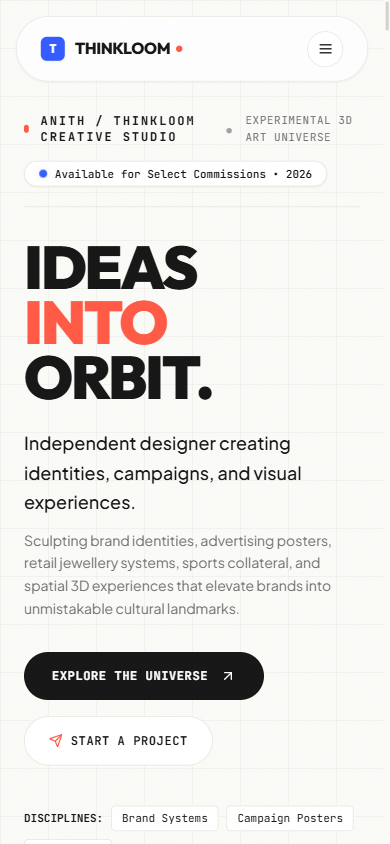 T THINKLOOM
ANITH / THINKLOOM
CREATIVE STUDIO
EXPERIMENTAL 3D
ART UNIVERSE
Available for Select Commissions • 2026
IDEAS
INTO
ORBIT.
Independent designer creating
identities, campaigns, and visual
experiences.
Sculpting brand identities, advertising posters,
retail jewellery systems, sports collateral, and
spatial 3D experiences that elevate brands into
unmistakable cultural landmarks.
EXPLORE THE UNIVERSE
START A PROJECT
DISCIPLINES: Brand Systems Campaign Posters